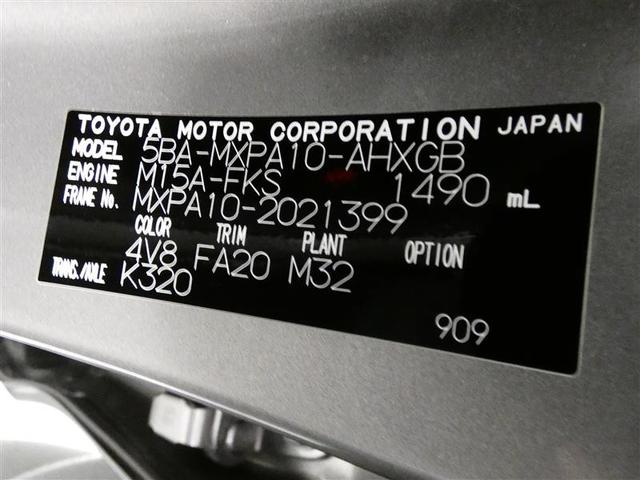 TOYOTA MOTOR CORPORATION JAPAN
MODEL 5BA-MXPA10-AHXGB
ENGINE M15A-FKS 1490 mL
FRAME No. MXPA10-2021399
COLOR TRIM PLANT OPTION
4V8 FA20 M32
TRANS./AXLE K320
909